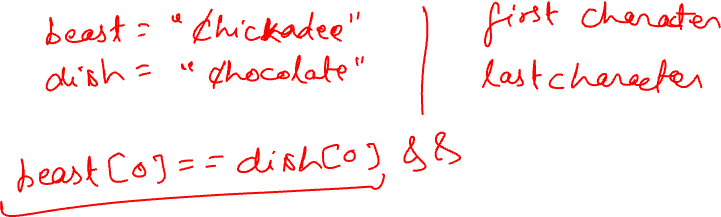 beast = "Chickadee"
dish = "Chocolate"
first character
last character
beast[0] == dish[0] &&